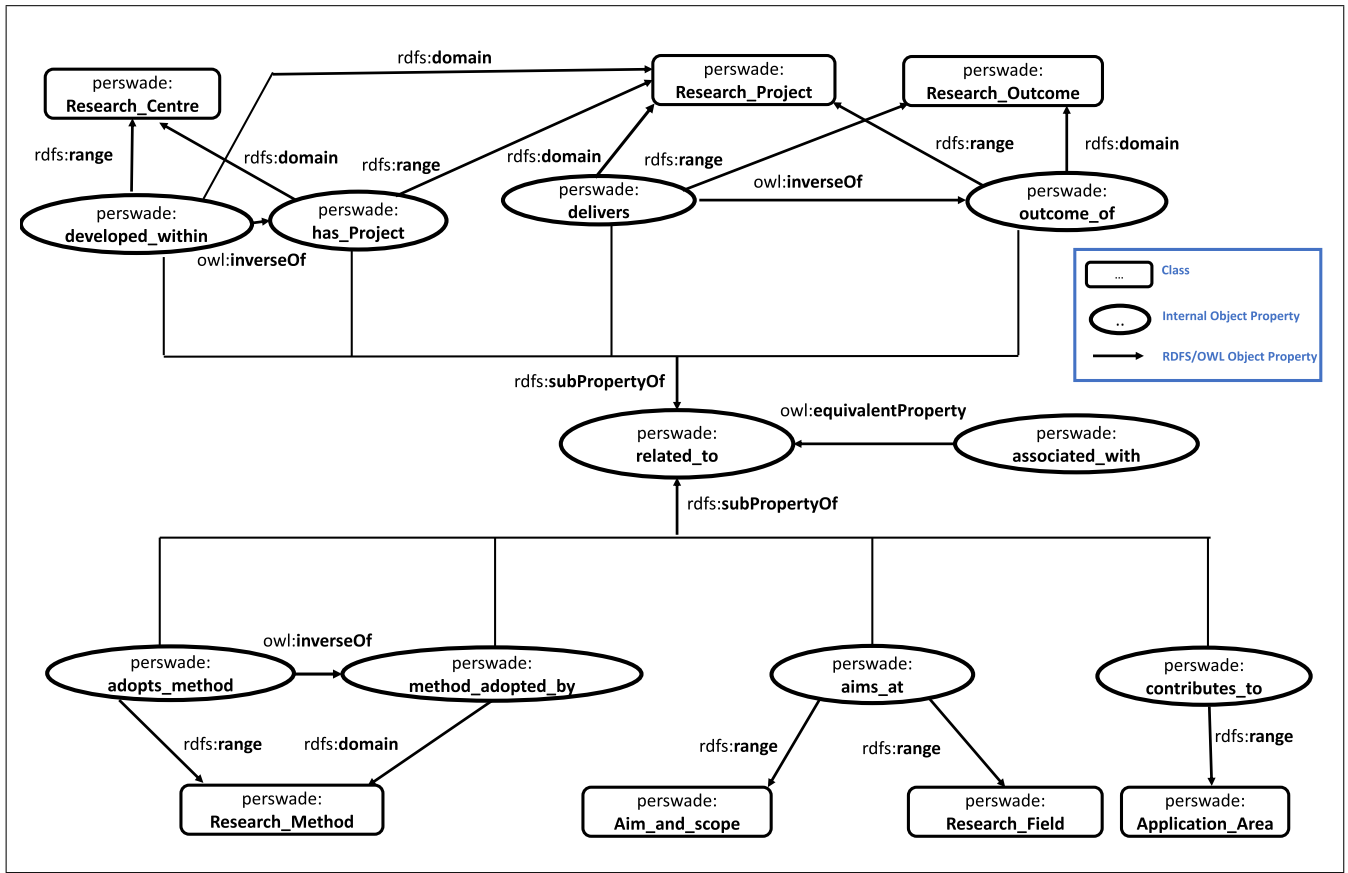 rdfs:domain
perswade:
Research_Centre
perswade:
Research_Project
perswade:
Research_Outcome
rdfs:range
rdfs:domain
rdfs:range
rdfs:domain
rdfs:range
rdfs:range
rdfs:domain
perswade:
developed_within
perswade:
has_Project
perswade:
delivers
owl:inverseOf
perswade:
outcome_of
owl:inverseOf
...
Class
..
Internal Object Property
RDFS/OWL Object Property
rdfs:subPropertyOf
owl:equivalentProperty
perswade:
related_to
perswade:
associated_with
rdfs:subPropertyOf
owl:inverseOf
perswade:
adopts_method
perswade:
method_adopted_by
perswade:
aims_at
perswade:
contributes_to
rdfs:range
rdfs:domain
rdfs:range
rdfs:range
rdfs:range
perswade:
Research_Method
perswade:
Aim_and_scope
perswade:
Research_Field
perswade:
Application_Area